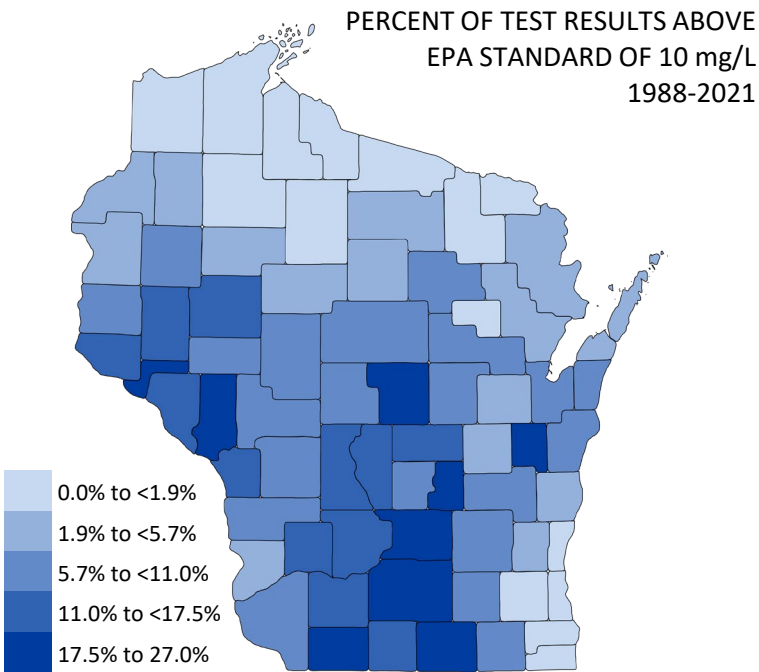 PERCENT OF TEST RESULTS ABOVE
EPA STANDARD OF 10 mg/L
1988-2021
0.0% to <1.9%
1.9% to <5.7%
5.7% to <11.0%
11.0% to <17.5%
17.5% to 27.0%